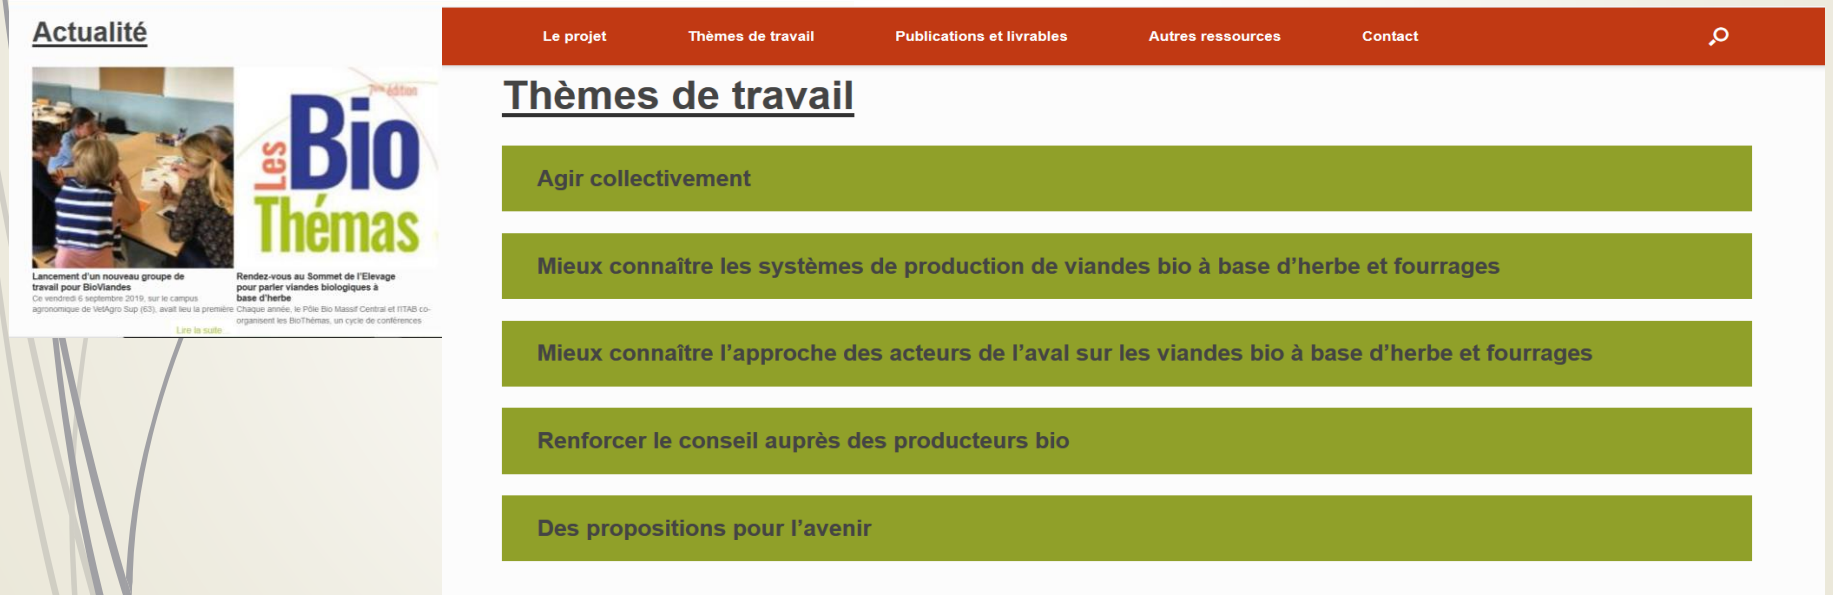 Actualité
7ème édition
Les
Bio
Thémas
Lancement d'un nouveau groupe de
travail pour BioViandes
Ce vendredi 6 septembre 2019, sur le campus
agronomique de VetAgro Sup (63), avait lieu la première
Lire la suite...
Rendez-vous au Sommet de l'Elevage
pour parler viandes biologiques à
base d'herbe
Chaque année, le Pôle Bio Massif Central et l'ITAB co-
organisent les BioThémas, un cycle de conférences
Le projet Thèmes de travail Publications et livrables Autres ressources Contact
Thèmes de travail
Agir collectivement
Mieux connaître les systèmes de production de viandes bio à base d’herbe et fourrages
Mieux connaître l’approche des acteurs de l’aval sur les viandes bio à base d’herbe et fourrages
Renforcer le conseil auprès des producteurs bio
Des propositions pour l’avenir